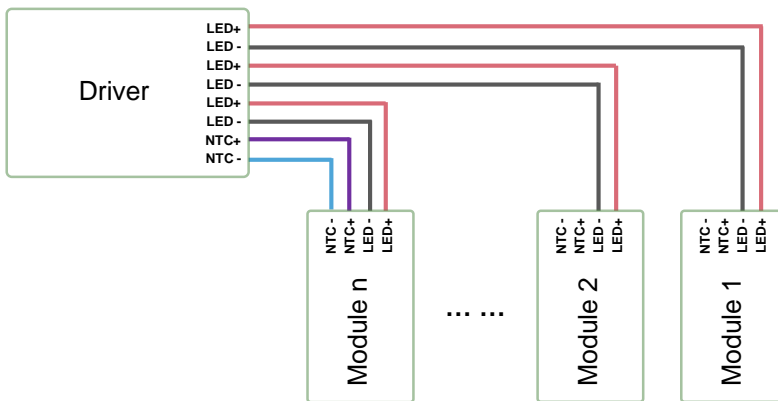 Driver
LED+
LED -
LED+
LED -
LED+
LED -
NTC+
NTC -
NTC -
NTC+
LED -
LED+
Module n
... ...
NTC -
NTC+
LED -
LED+
Module 2
NTC -
NTC+
LED -
LED+
Module 1